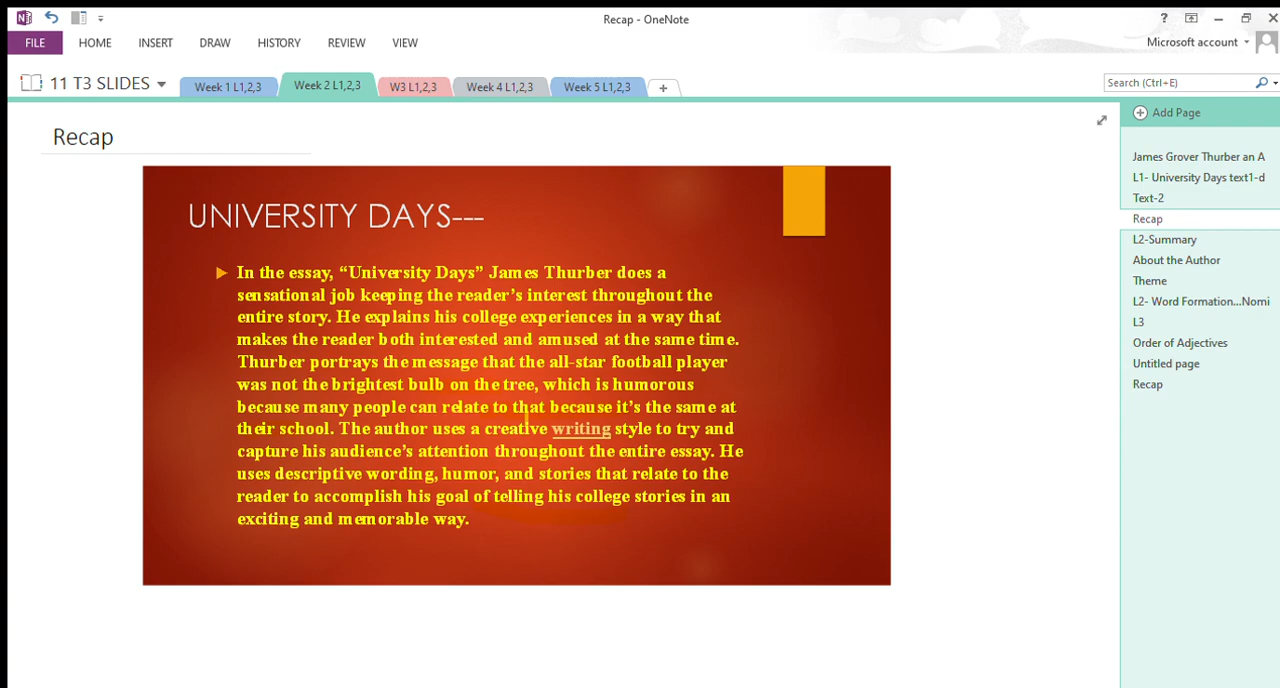 Recap - OneNote
?
Microsoft account
FILE HOME INSERT DRAW HISTORY REVIEW VIEW
11 T3 SLIDES
Week 1 L1,2,3
Week 2 L1,2,3
W3 L1,2,3
Week 4 L1,2,3
Week 5 L1,2,3
+
Search (Ctrl+E)
Recap
UNIVERSITY DAYS---
In the essay, “University Days” James Thurber does a
sensational job keeping the reader’s interest throughout the
entire story. He explains his college experiences in a way that
makes the reader both interested and amused at the same time.
Thurber portrays the message that the all-star football player
was not the brightest bulb on the tree, which is humorous
because many people can relate to that because it’s the same at
their school. The author uses a creative writing style to try and
capture his audience’s attention throughout the entire essay. He
uses descriptive wording, humor, and stories that relate to the
reader to accomplish his goal of telling his college stories in an
exciting and memorable way.
Add Page
James Grover Thurber an A
L1- University Days text1-d
Text-2
Recap
L2-Summary
About the Author
Theme
L2- Word Formation...Nomi
L3
Order of Adjectives
Untitled page
Recap